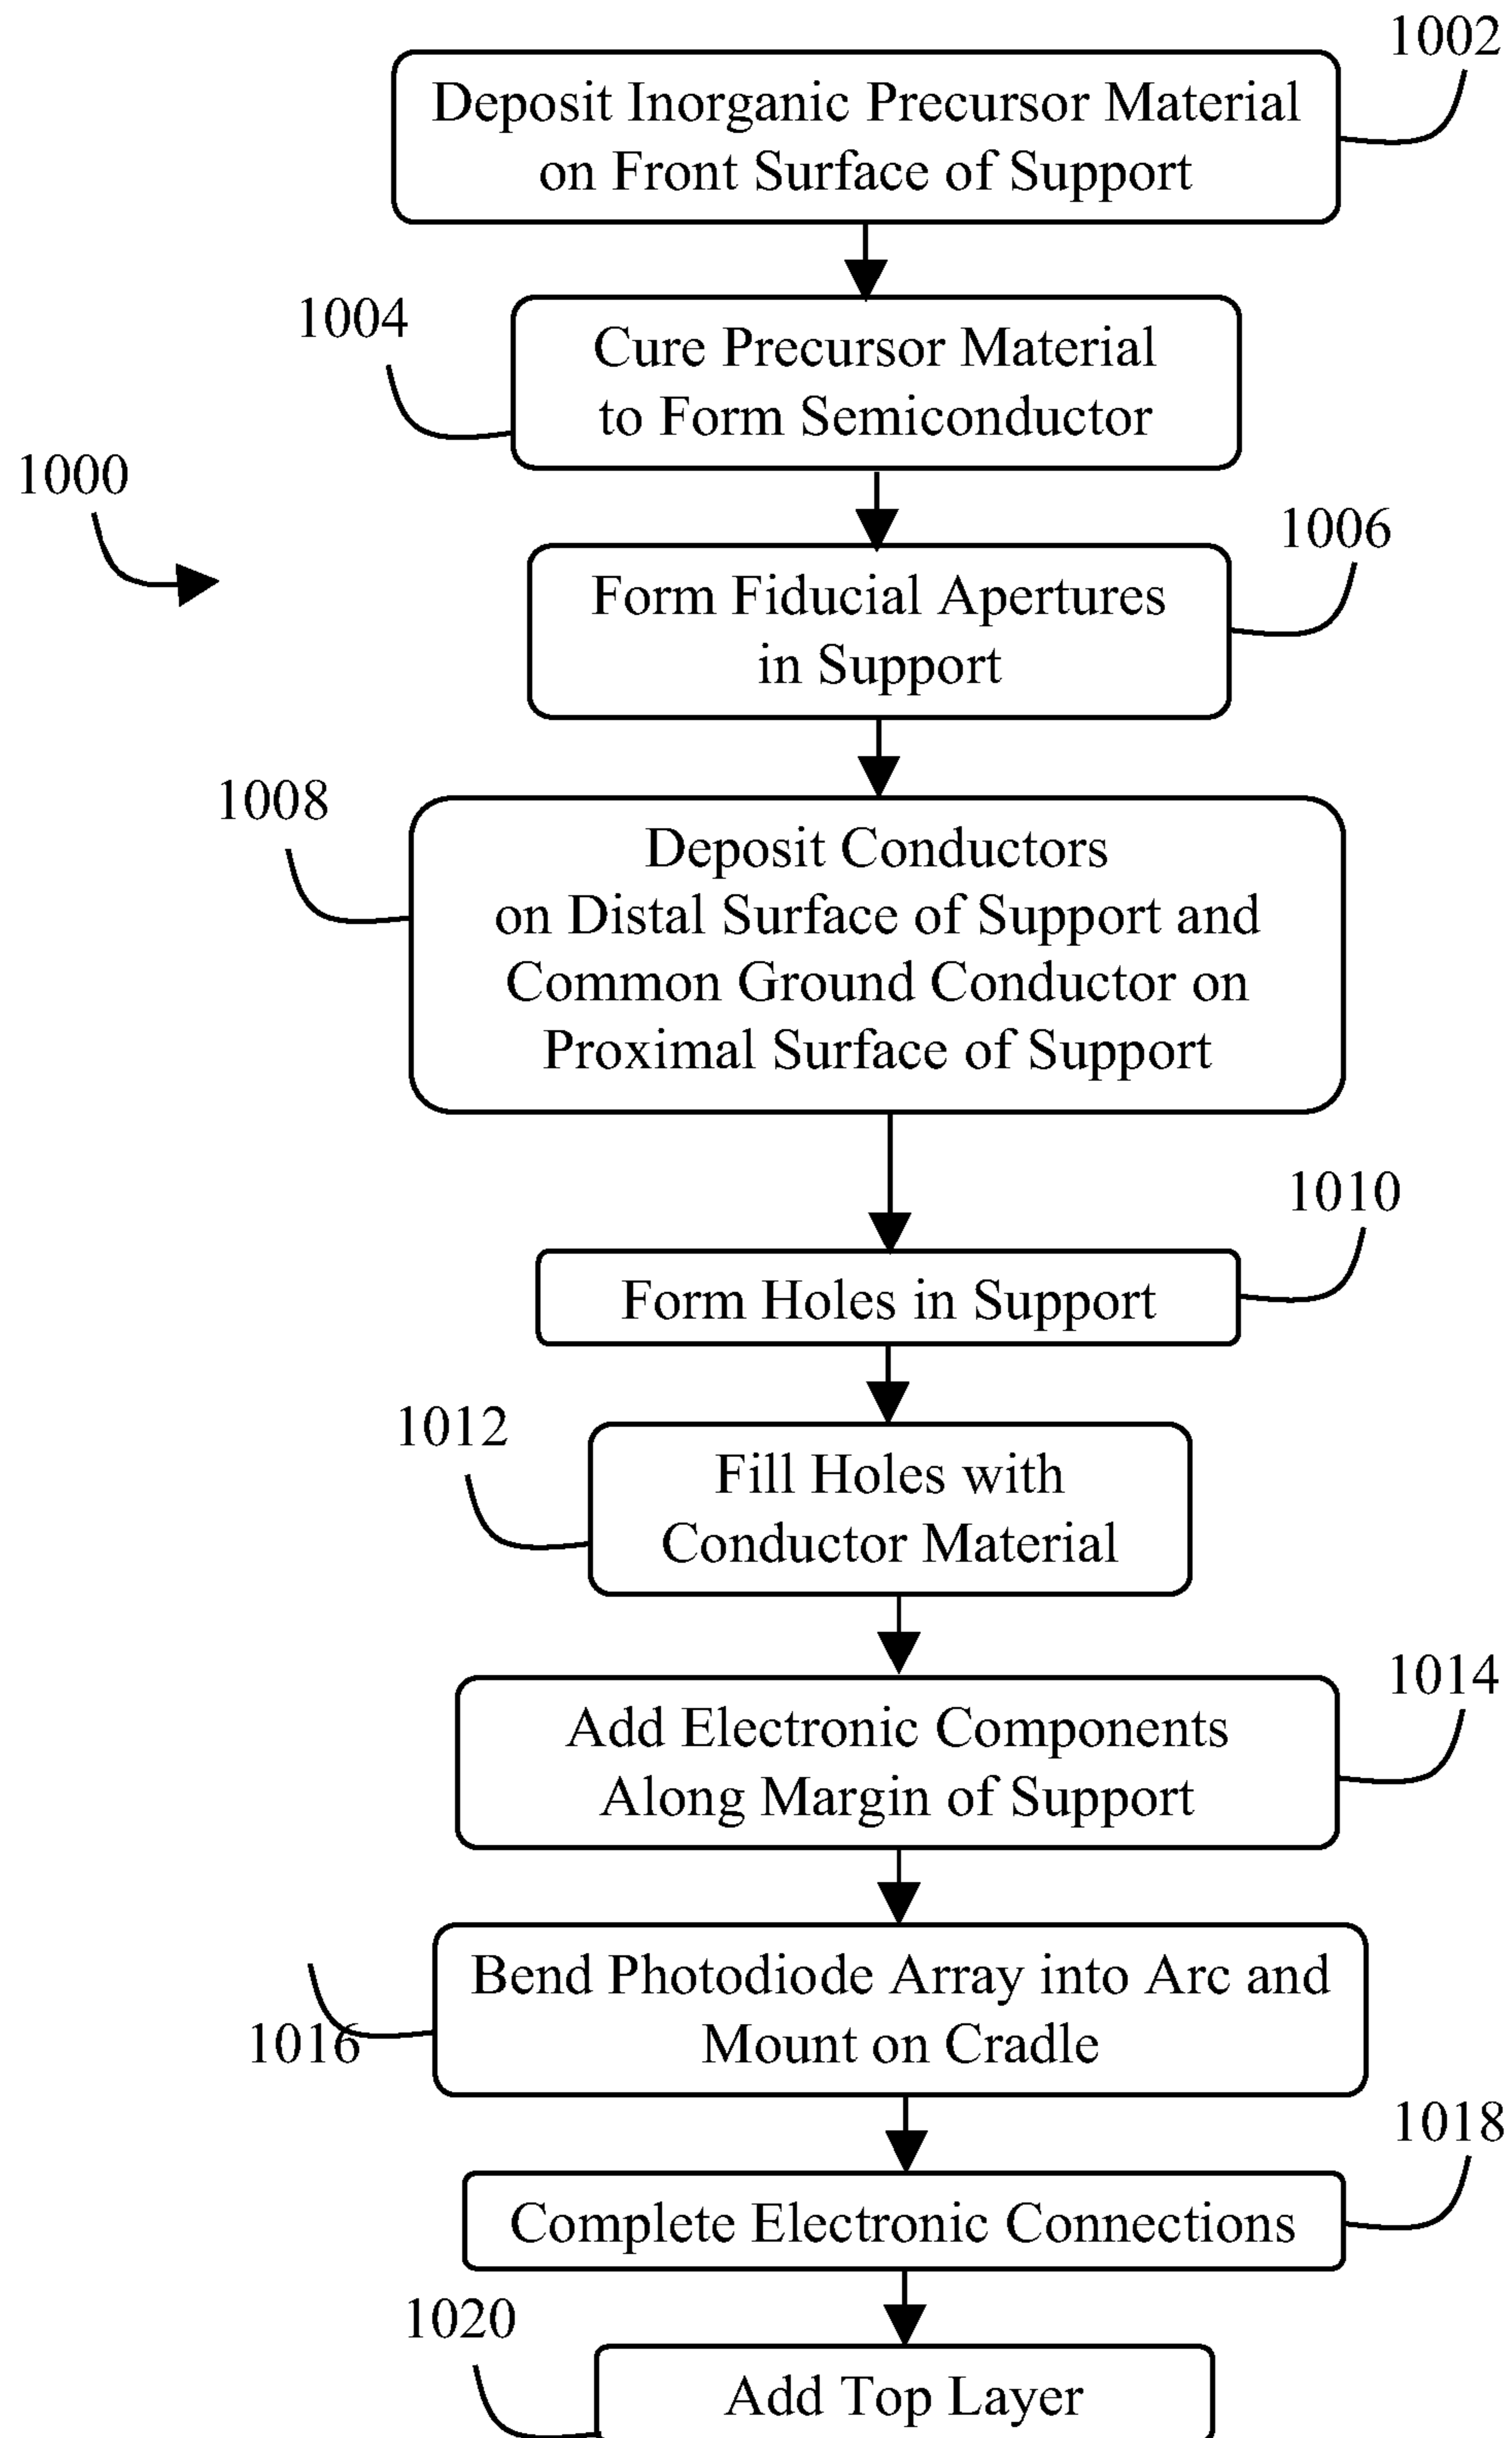 1002
Deposit Inorganic Precursor Material
on Front Surface of Support
1004
Cure Precursor Material
to Form Semiconductor
1000
1006
Form Fiducial Apertures
in Support
1008
Deposit Conductors
on Distal Surface of Support and
Common Ground Conductor on
Proximal Surface of Support
1010
Form Holes in Support
1012
Fill Holes with
Conductor Material
1014
Add Electronic Components
Along Margin of Support
1016
Bend Photodiode Array into Arc and
Mount on Cradle
1018
Complete Electronic Connections
1020
Add Top Layer